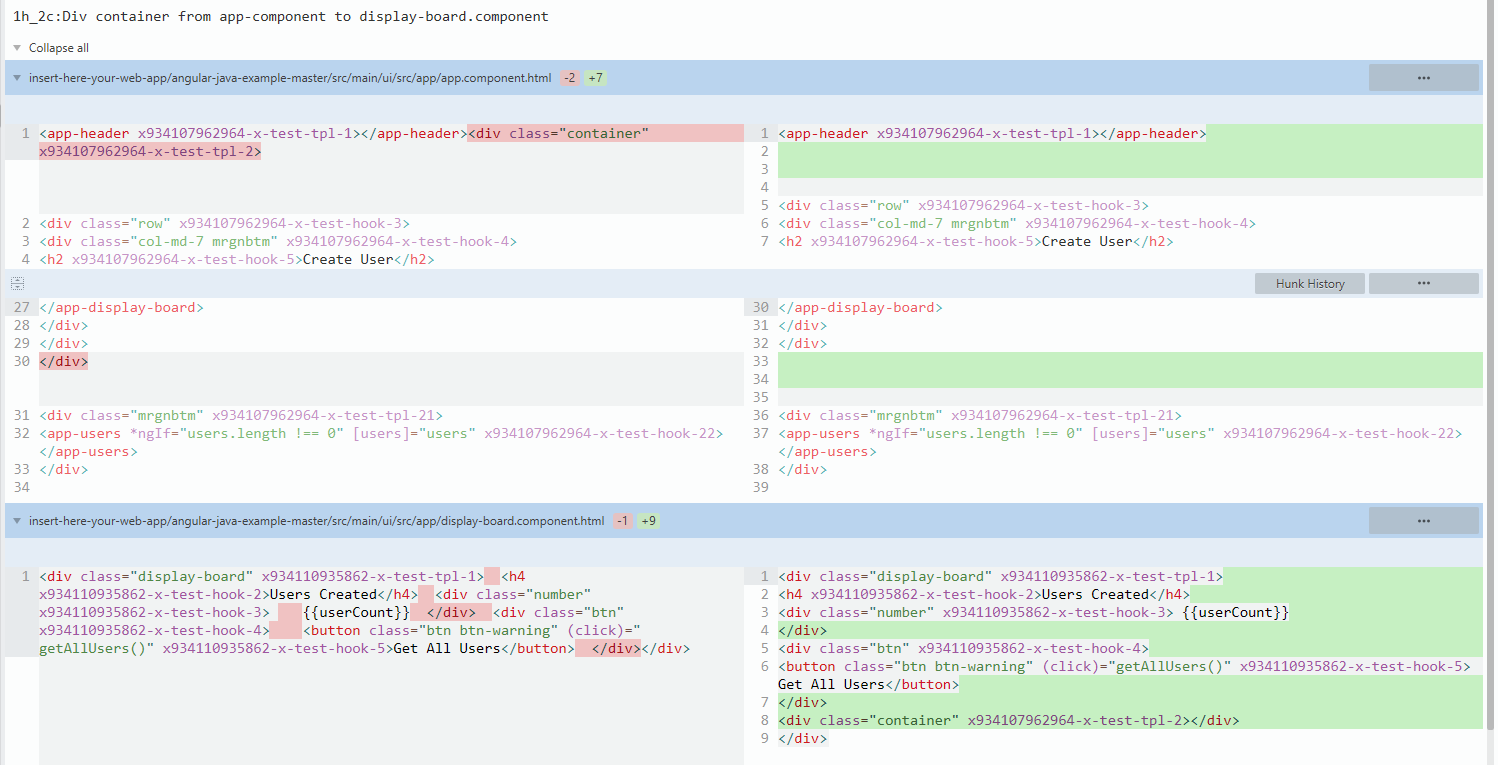 1h_2c:Div container from app-component to display-board.component
Collapse all
insert-here-your-web-app/angular-java-example-master/src/main/ui/src/app/app.component.html -2 +7 ...
1 <app-header x934107962964-x-test-tpl-1></app-header><div class="container"
x934107962964-x-test-tpl-2>
2 <div class="row" x934107962964-x-test-hook-3>
3 <div class="col-md-7 mrgnbtm" x934107962964-x-test-hook-4>
4 <h2 x934107962964-x-test-hook-5>Create User</h2>
1 <app-header x934107962964-x-test-tpl-1></app-header>
2
3
4
5 <div class="row" x934107962964-x-test-hook-3>
6 <div class="col-md-7 mrgnbtm" x934107962964-x-test-hook-4>
7 <h2 x934107962964-x-test-hook-5>Create User</h2>
Hunk History ...
27 </app-display-board>
28 </div>
29 </div>
30 </div>
31 <div class="mrgnbtm" x934107962964-x-test-tpl-21>
32 <app-users *ngIf="users.length !== 0" [users]="users" x934107962964-x-test-hook-22>
</app-users>
33 </div>
34
30 </app-display-board>
31 </div>
32 </div>
33
34
35
36 <div class="mrgnbtm" x934107962964-x-test-tpl-21>
37 <app-users *ngIf="users.length !== 0" [users]="users" x934107962964-x-test-hook-22>
</app-users>
38 </div>
39
insert-here-your-web-app/angular-java-example-master/src/main/ui/src/app/display-board.component.html -1 +9 ...
1 <div class="display-board" x934110935862-x-test-tpl-1>  <h4
x934110935862-x-test-hook-2>Users Created</h4>  <div class="number"
x934110935862-x-test-hook-3>    {{userCount}}  </div>  <div class="btn"
x934110935862-x-test-hook-4>    <button class="btn btn-warning" (click)="
getAllUsers()" x934110935862-x-test-hook-5>Get All Users</button>  </div></div>
1 <div class="display-board" x934110935862-x-test-tpl-1>
2 <h4 x934110935862-x-test-hook-2>Users Created</h4>
3 <div class="number" x934110935862-x-test-hook-3> {{userCount}}
4 </div>
5 <div class="btn" x934110935862-x-test-hook-4>
6 <button class="btn btn-warning" (click)="getAllUsers()" x934110935862-x-test-hook-5>
Get All Users</button>
7 </div>
8 <div class="container" x934107962964-x-test-tpl-2></div>
9 </div>